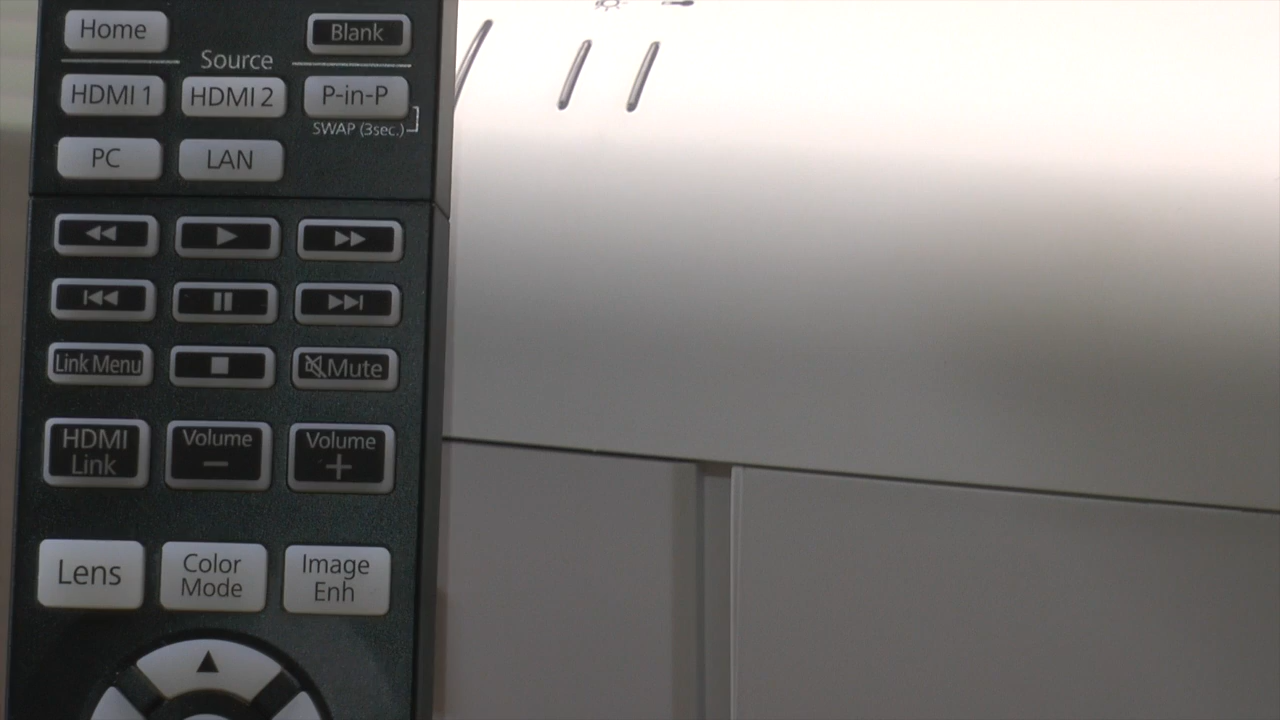 Home
Blank
Source
HDMI 1
HDMI 2
P-in-P
SWAP (3sec.)
PC
LAN
Link Menu
Mute
HDMI
Link
Volume
Volume
Lens
Color
Mode
Image
Enh